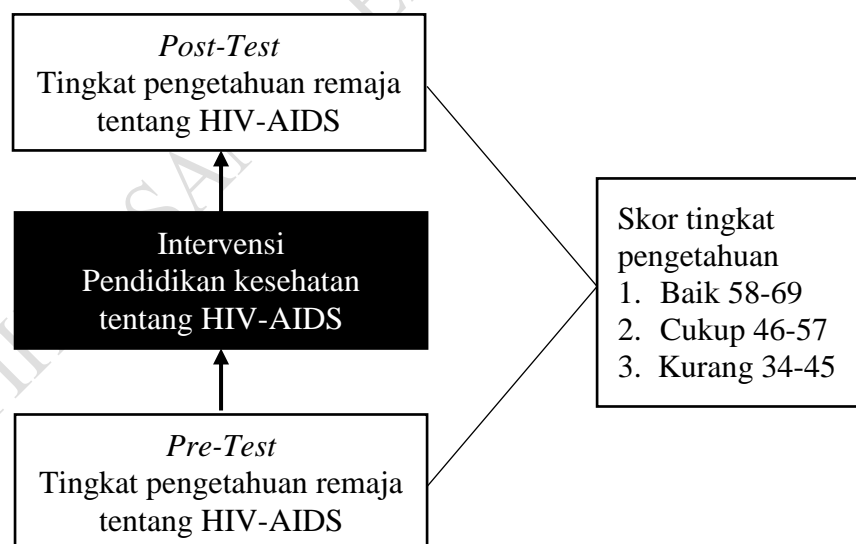 Post-Test
Tingkat pengetahuan remaja
tentang HIV-AIDS
Intervensi
Pendidikan kesehatan
tentang HIV-AIDS
Pre-Test
Tingkat pengetahuan remaja
tentang HIV-AIDS
Skor tingkat
pengetahuan
1. Baik 58-69
2. Cukup 46-57
3. Kurang 34-45